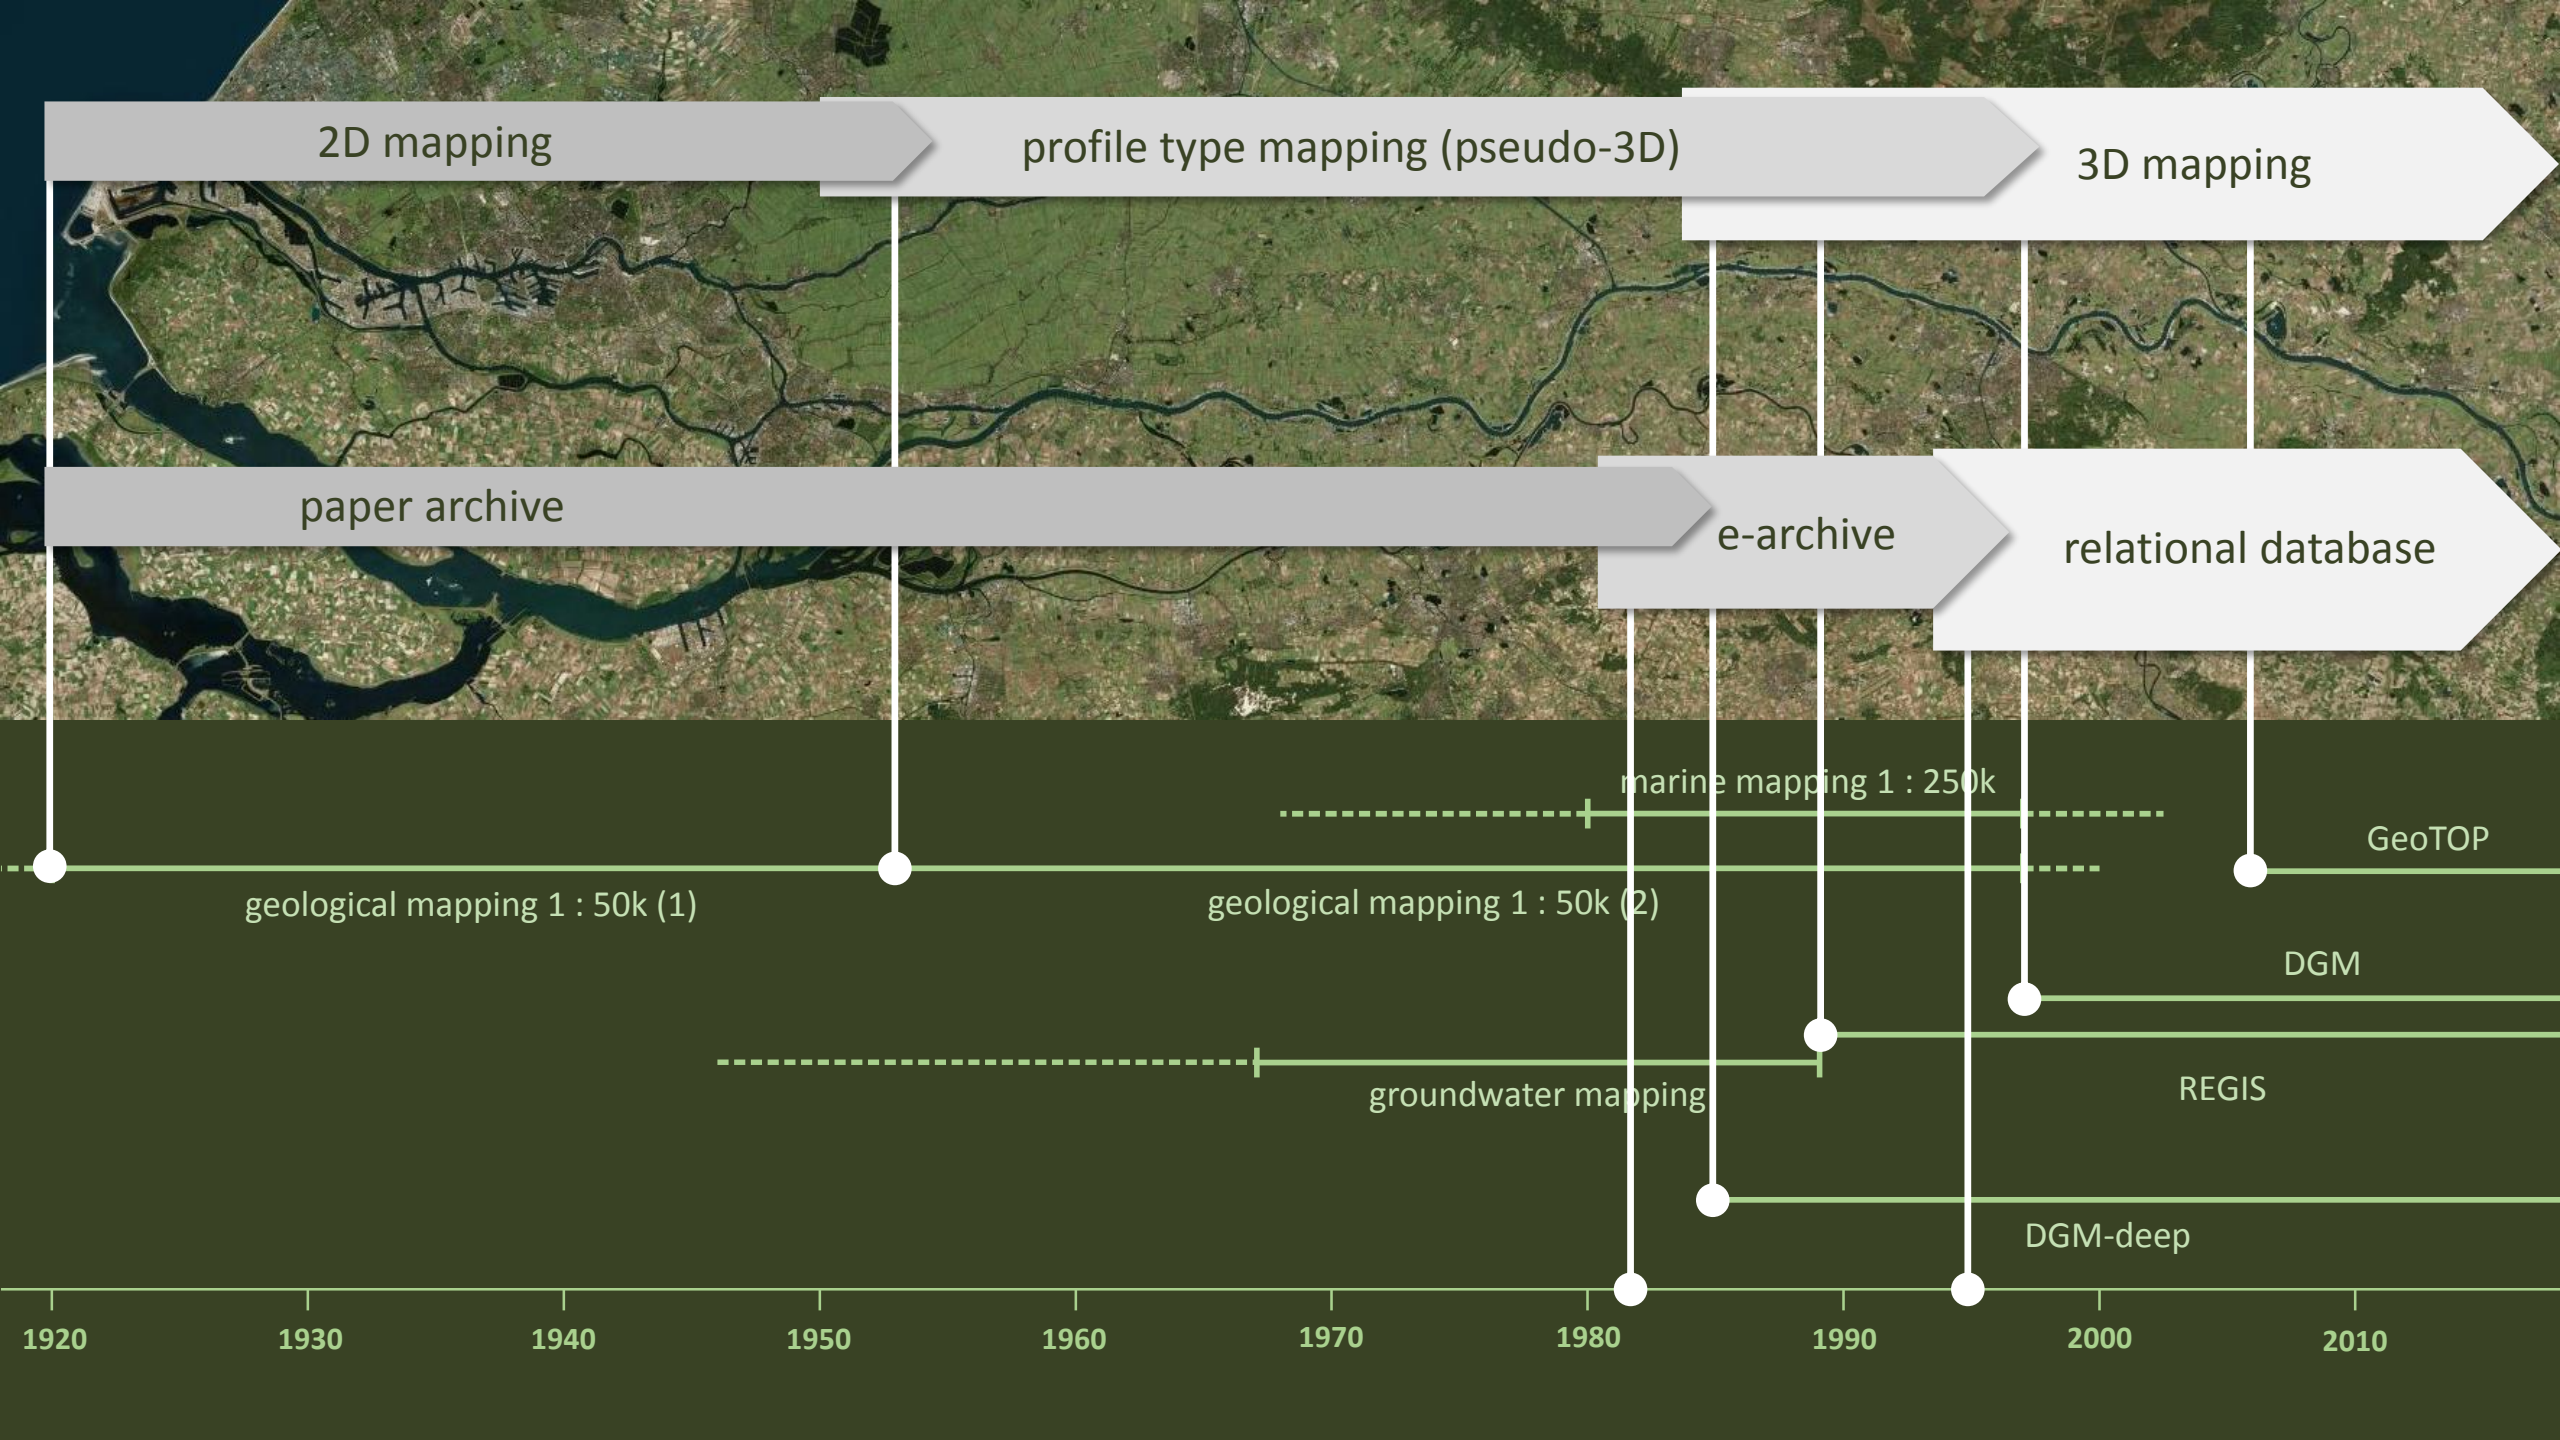 2D mapping
profile type mapping (pseudo-3D)
3D mapping
paper archive
e-archive
relational database
marine mapping 1 : 250k
GeoTOP
geological mapping 1 : 50k (1)
geological mapping 1 : 50k (2)
DGM
groundwater mapping
REGIS
DGM-deep
1920
1930
1940
1950
1960
1970
1980
1990
2000
2010